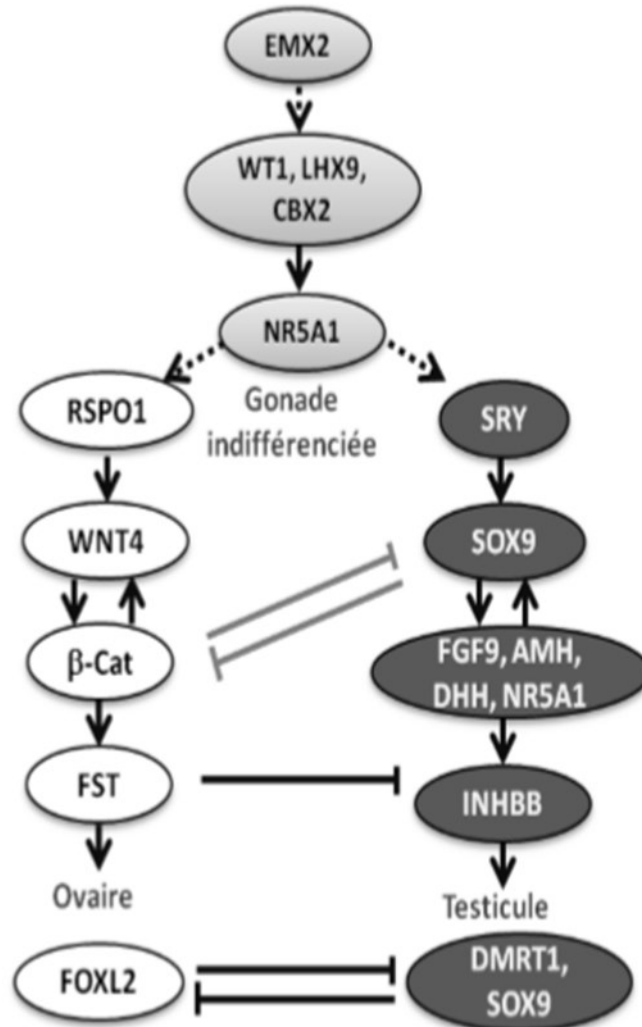 EMX2
WT1, LHX9,
CBX2
NR5A1
Gonade
indifférenciée
RSPO1
SRY
WNT4
SOX9
β-Cat
FGF9, AMH,
DHH, NR5A1
FST
INHBB
Ovaire
Testicule
FOXL2
DMRT1,
SOX9